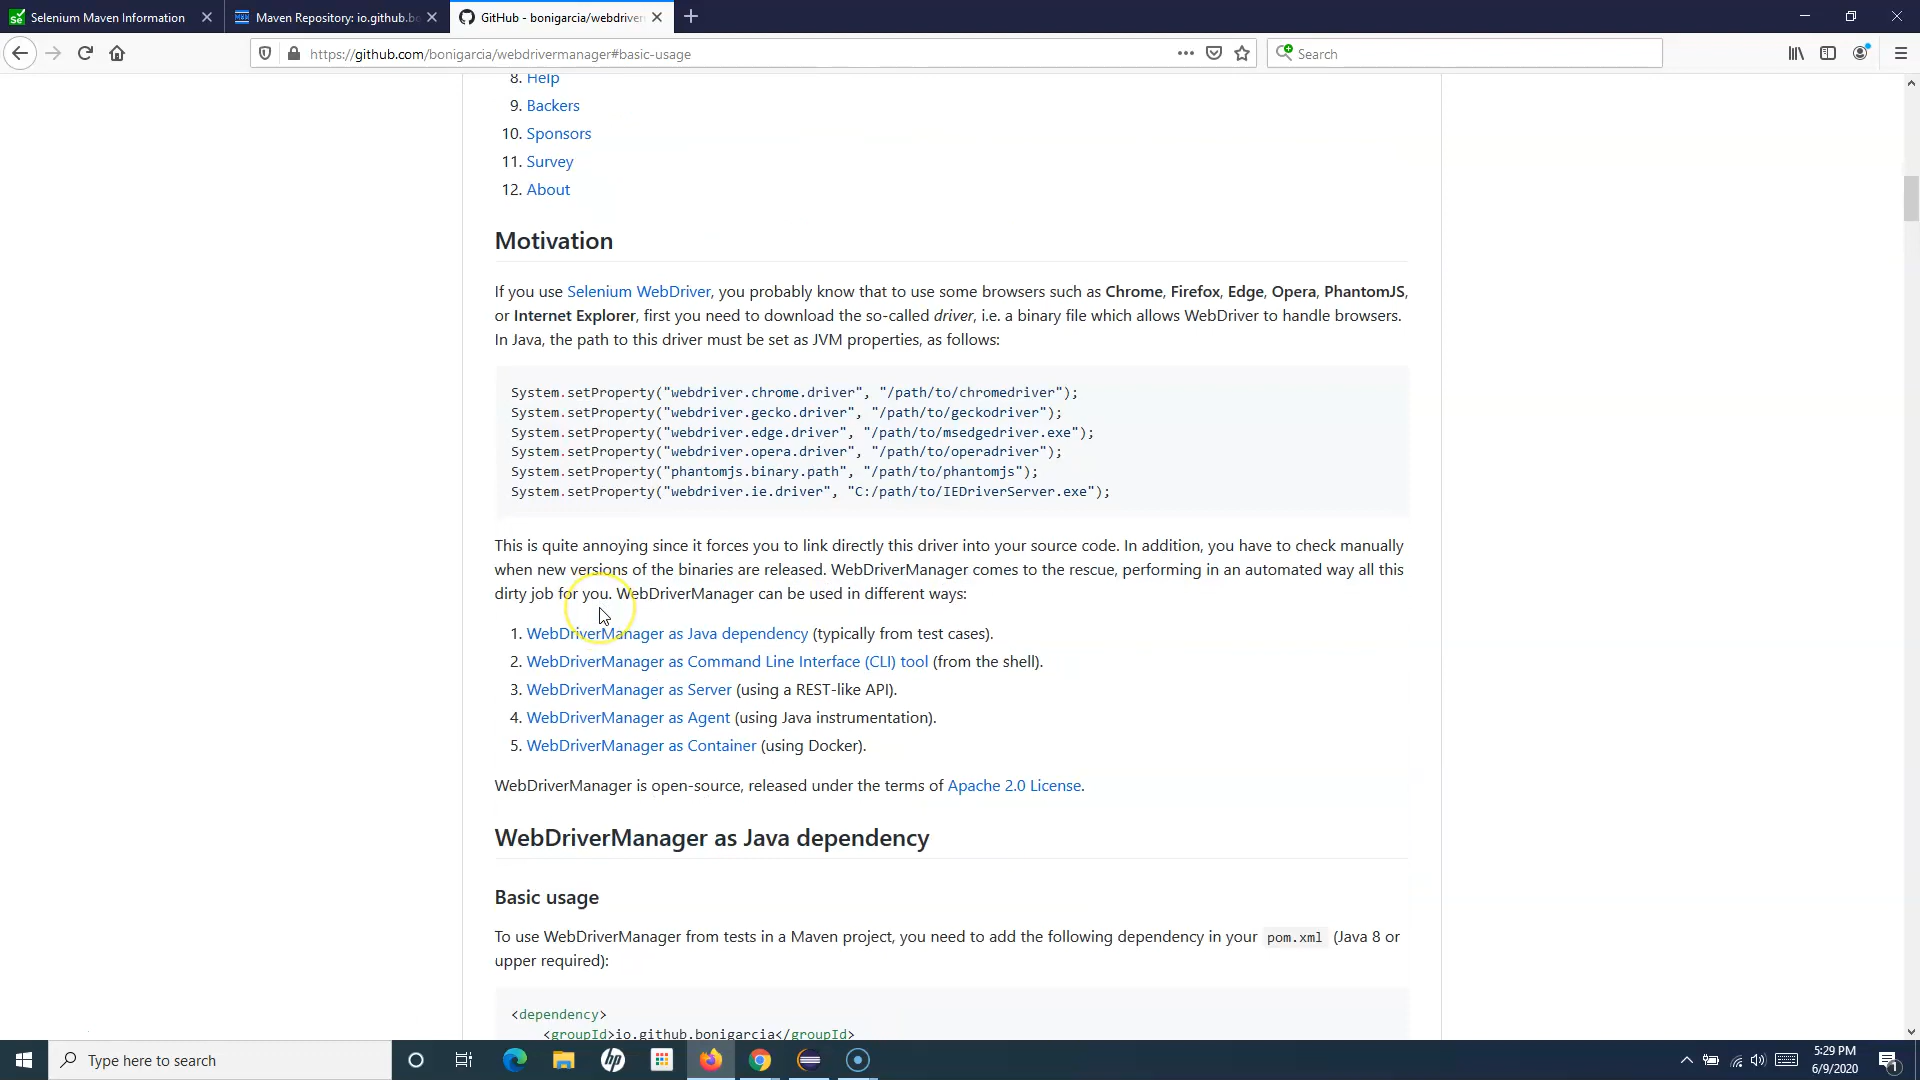 Selenium Maven Information
Maven Repository: io.github.bo
GitHub - bonigarcia/webdriver
https://github.com/bonigarcia/webdrivermanager#basic-usage
Search
8. Help
9. Backers
10. Sponsors
11. Survey
12. About
Motivation
If you use Selenium WebDriver, you probably know that to use some browsers such as Chrome, Firefox, Edge, Opera, PhantomJS,
or Internet Explorer, first you need to download the so-called driver, i.e. a binary file which allows WebDriver to handle browsers.
In Java, the path to this driver must be set as JVM properties, as follows:
System.setProperty("webdriver.chrome.driver", "/path/to/chromedriver");
System.setProperty("webdriver.gecko.driver", "/path/to/geckodriver");
System.setProperty("webdriver.edge.driver", "/path/to/msedgedriver.exe");
System.setProperty("webdriver.opera.driver", "/path/to/operadriver");
System.setProperty("phantomjs.binary.path", "/path/to/phantomjs");
System.setProperty("webdriver.ie.driver", "C:/path/to/IEDriverServer.exe");
This is quite annoying since it forces you to link directly this driver into your source code. In addition, you have to check manually
when new versions of the binaries are released. WebDriverManager comes to the rescue, performing in an automated way all this
dirty job for you. WebDriverManager can be used in different ways:
1. WebDriverManager as Java dependency (typically from test cases).
2. WebDriverManager as Command Line Interface (CLI) tool (from the shell).
3. WebDriverManager as Server (using a REST-like API).
4. WebDriverManager as Agent (using Java instrumentation).
5. WebDriverManager as Container (using Docker).
WebDriverManager is open-source, released under the terms of Apache 2.0 License.
WebDriverManager as Java dependency
Basic usage
To use WebDriverManager from tests in a Maven project, you need to add the following dependency in your pom.xml (Java 8 or
upper required):
<dependency>
<groupId>io.github.bonigarcia</groupId>
Type here to search
hp
5:29 PM
6/9/2020
1